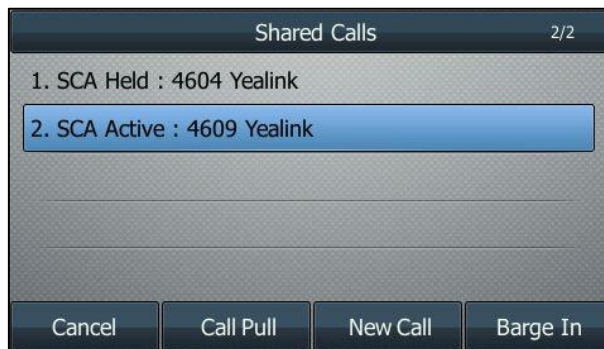 Shared Calls 2/2
1. SCA Held : 4604 Yealink
2. SCA Active : 4609 Yealink
Cancel Call Pull New Call Barge In